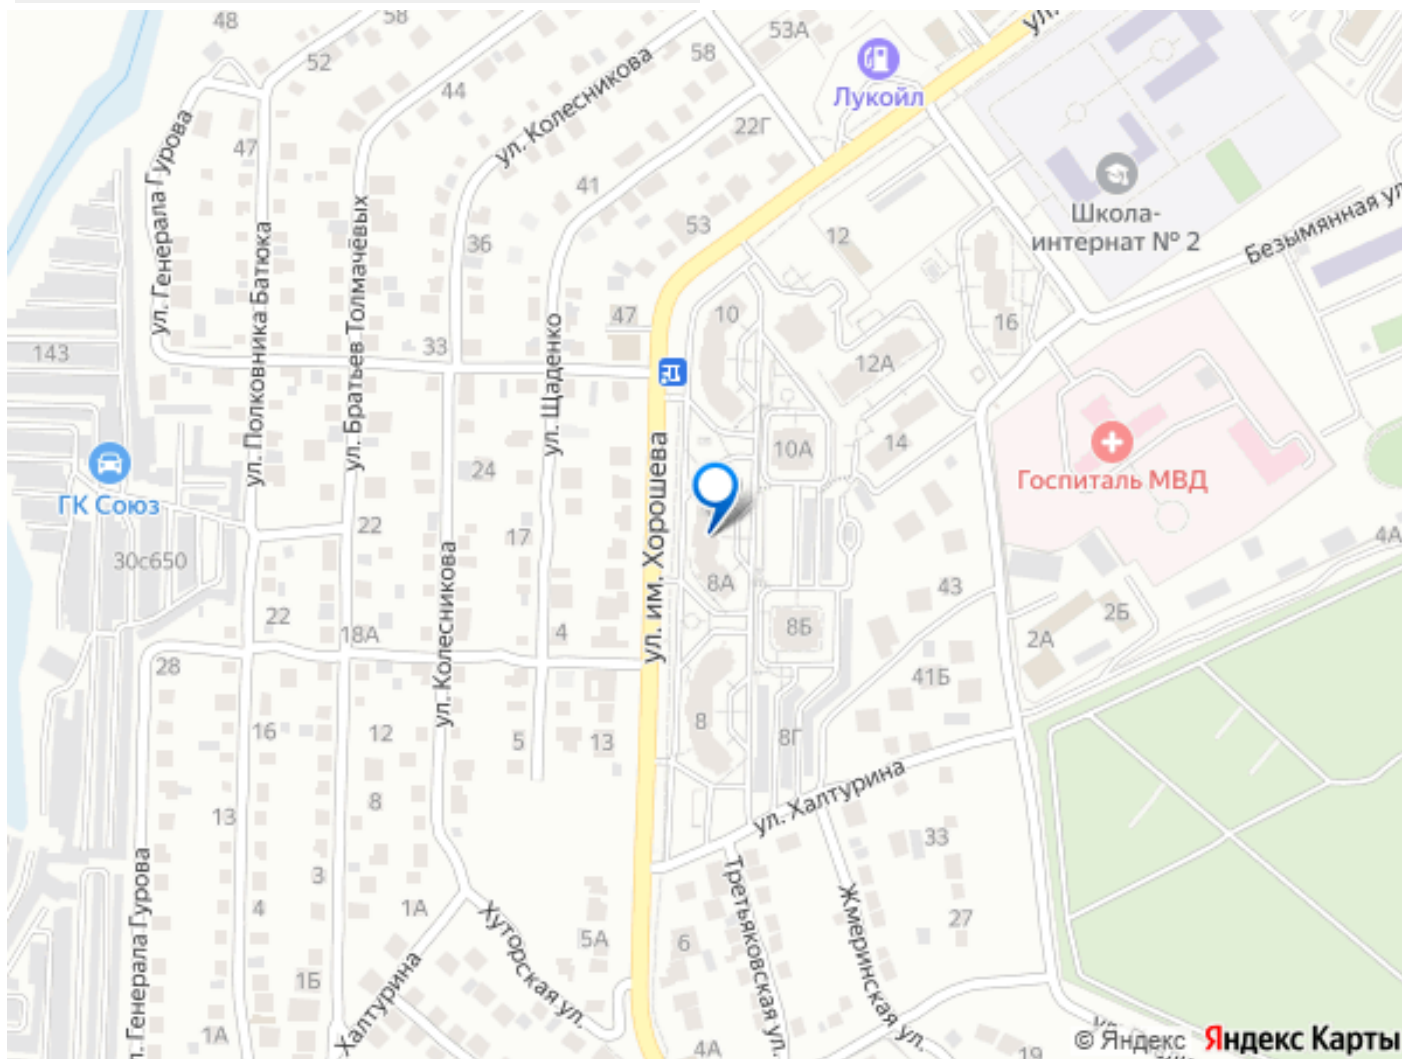 48
58
53А
ул.
52
58
ул. Колесникова
44
Лукойл
22Г
47
ул. Генерала Гурова
41
Школа-
интернат № 2
Безымянная ул
ул. Полковника Батюка
ул. Братьев Толмачёвых
36
53
12
10
47
16
143
33
12А
ул. Щаденко
10А
14
ГК Союз
24
ул. им. Хорошева
Госпиталь МВД
22
17
4А
30с650
ул. Колесникова
8А
43
22
18А
4
8Б
2Б
2А
28
41Б
16
12
5
13
8
8Г
13
8
ул. Халтурина
33
3
ул. Генерала Гурова
4
1А
Хуторская ул.
5А
6
Третьяковская ул.
Жмеринская ул.
27
1Б
Халтурина
1А
4А
19
© Яндекс Яндекс Карты